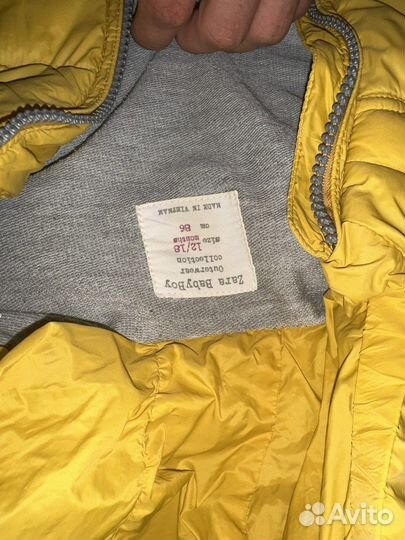 Zara BabyBoy
Outerwear
collection
12/18
size months
cm 86
MADE IN VIETNAM
Avito